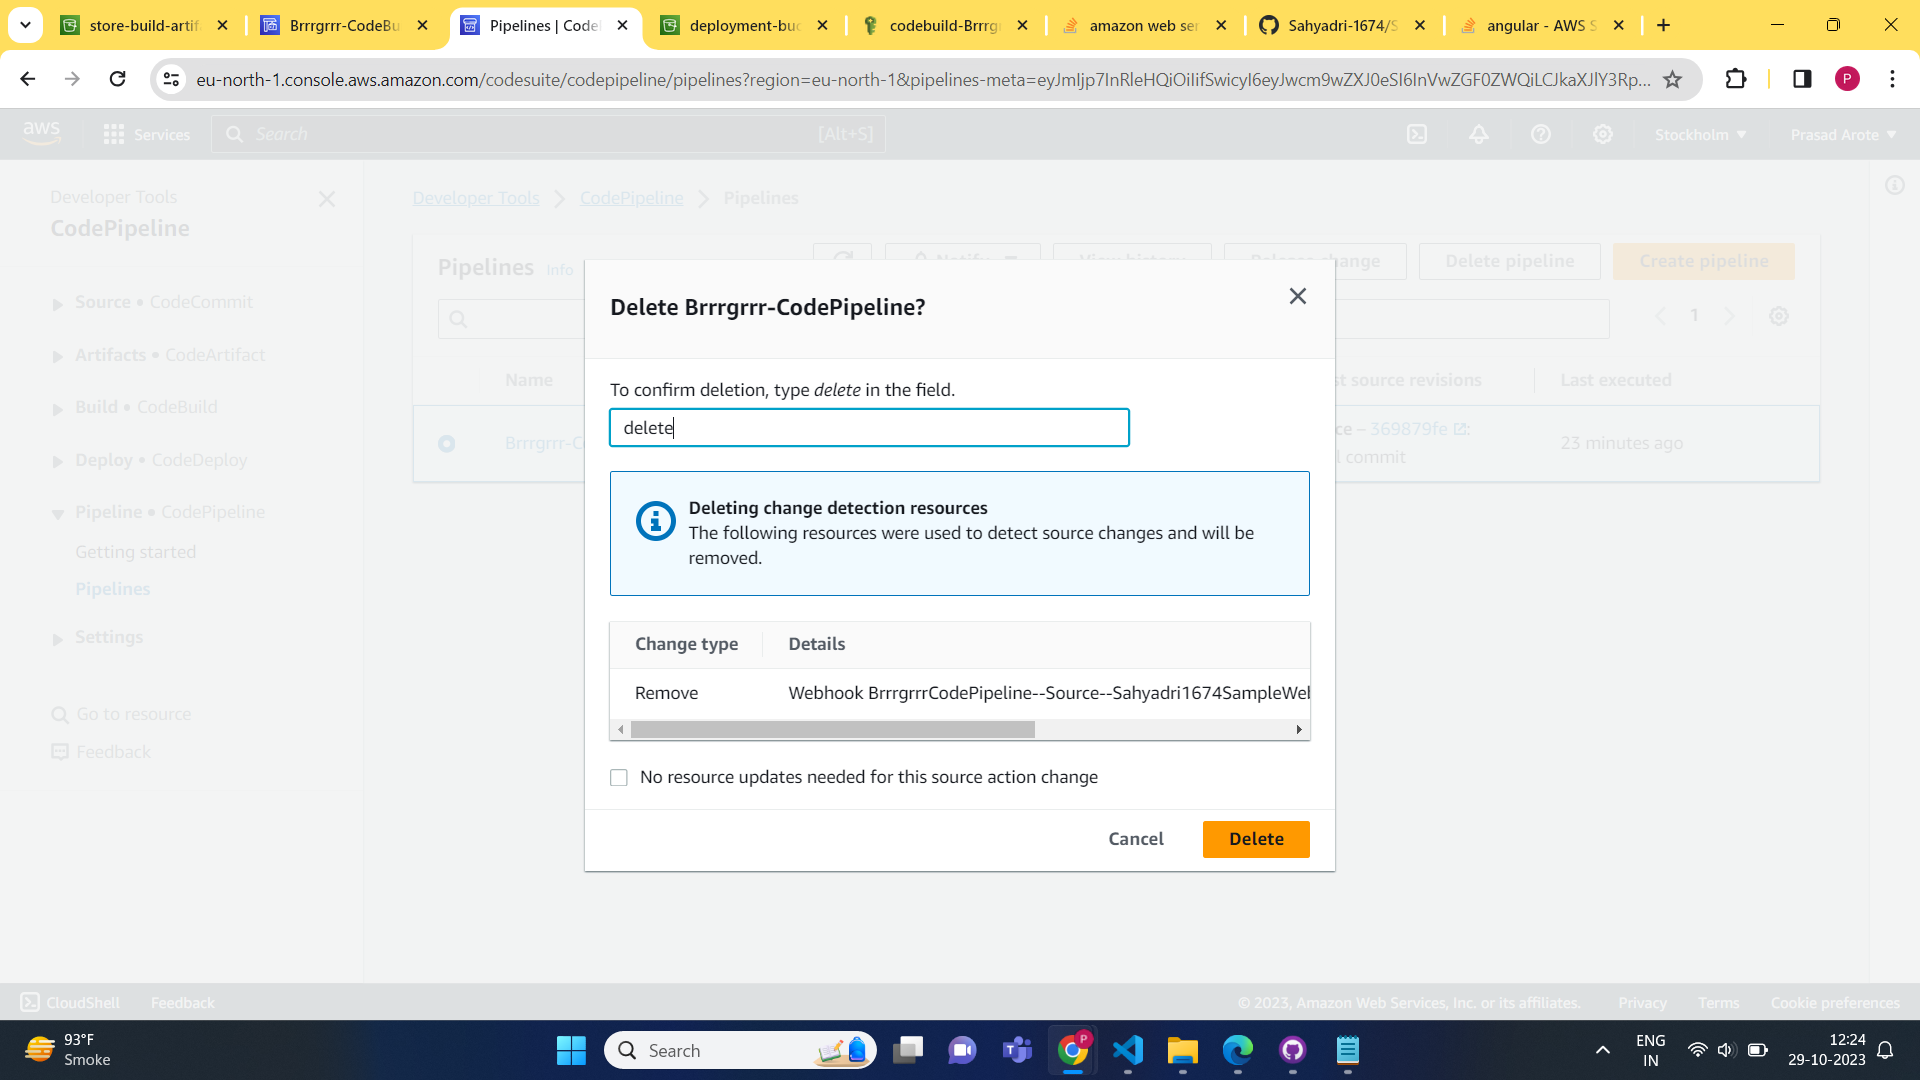 store-build-artif
Brrrgrrr-CodeBu
Pipelines | CodeP
deployment-buc
codebuild-Brrrgr
amazon web ser
Sahyadri-1674/S
angular - AWS S
eu-north-1.console.aws.amazon.com/codesuite/codepipeline/pipelines?region=eu-north-1&pipelines-meta=eyJmIjp7InRleHQiOiIifSwicyI6eyJwcm9wZXJ0eSI6InVwZGF0ZWQiLCJkaXJlY3Rp...
P
aws
Services
Search
[Alt+S]
Stockholm
Prasad Arote
Developer Tools
CodePipeline
Source • CodeCommit
Artifacts • CodeArtifact
Build • CodeBuild
Deploy • CodeDeploy
Pipeline • CodePipeline
Getting started
Pipelines
Settings
Go to resource
Feedback
Developer Tools
CodePipeline
Pipelines
Pipelines
Info
Notify
View history
Release change
Delete pipeline
Create pipeline
1
Name
st source revisions
Last executed
Brrrgrrr-Co
ce – 369879fe
:
l commit
23 minutes ago
Delete Brrrgrrr-CodePipeline?
To confirm deletion, type delete in the field.
delete
Deleting change detection resources
The following resources were used to detect source changes and will be
removed.
Change type
Details
Remove
Webhook BrrrgrrrCodePipeline--Source--Sahyadri1674SampleWeb
No resource updates needed for this source action change
Cancel
Delete
CloudShell
Feedback
© 2023, Amazon Web Services, Inc. or its affiliates.
Privacy
Terms
Cookie preferences
93°F
Smoke
Search
P
ENG
IN
12:24
29-10-2023